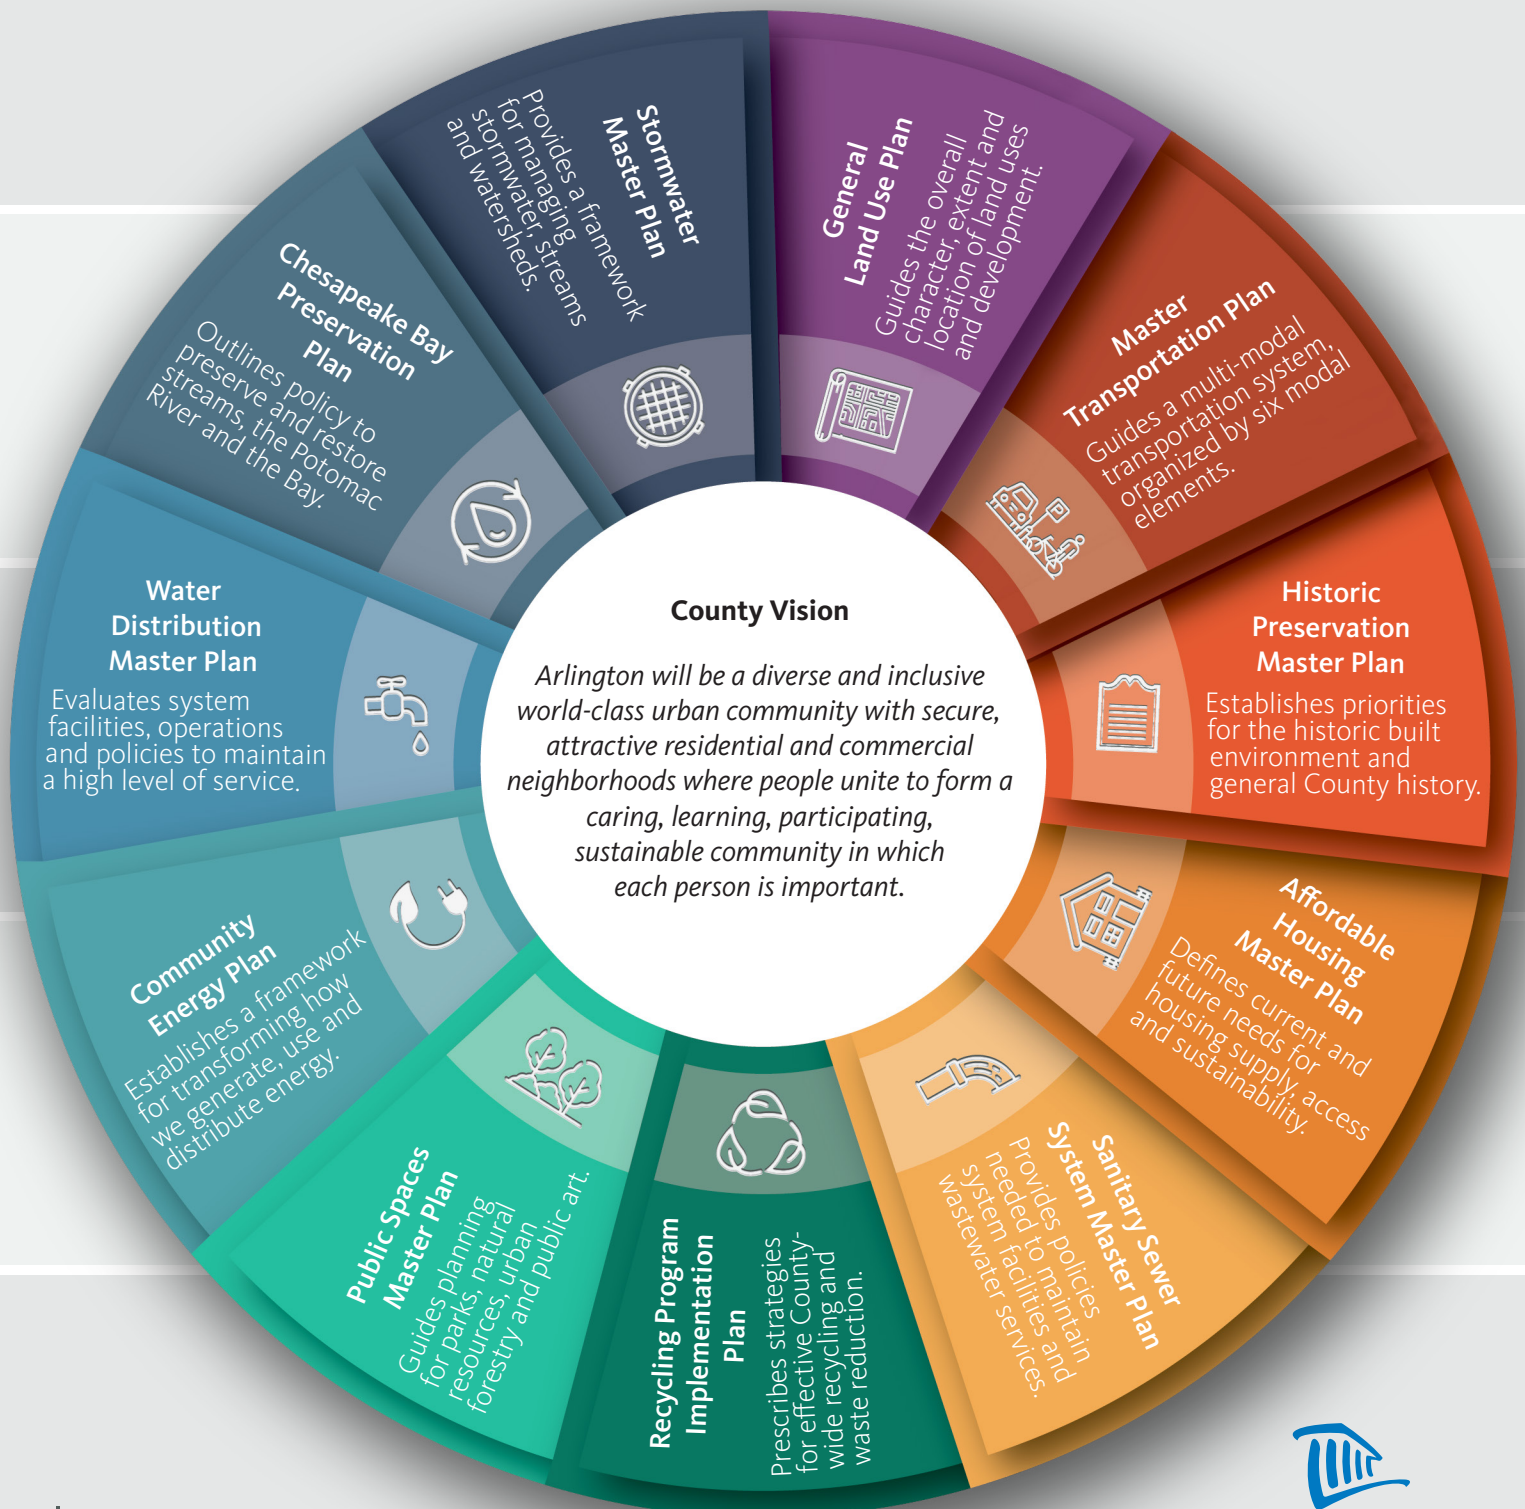 County Vision
Arlington will be a diverse and inclusive
world-class urban community with secure,
attractive residential and commercial
neighborhoods where people unite to form a
caring, learning, participating,
sustainable community in which
each person is important.
General
Land Use Plan
Guides the overall
character, extent and
location of land uses
and development.
Master
Transportation Plan
Guides a multi-modal
transportation system,
organized by six modal
elements.
Historic
Preservation
Master Plan
Establishes priorities
for the historic built
environment and
general County history.
Affordable
Housing
Master Plan
Defines current and
future needs for
housing supply, access
and sustainability.
Sanitary Sewer
System Master Plan
Provides policies
needed to maintain
system facilities and
wastewater services.
Recycling Program
Implementation
Plan
Prescribes strategies
for effective County-
wide recycling and
waste reduction.
Public Spaces
Master Plan
Guides planning
for parks, natural
resources, urban
forestry and public art.
Community
Energy Plan
Establishes a framework
for transforming how
we generate, use and
distribute energy.
Water
Distribution
Master Plan
Evaluates system
facilities, operations
and policies to maintain
a high level of service.
Chesapeake Bay
Preservation
Plan
Outlines policy to
preserve and restore
streams, the Potomac
River and the Bay.
Stormwater
Master Plan
Provides a framework
for managing
stormwater, streams
and watersheds.
P